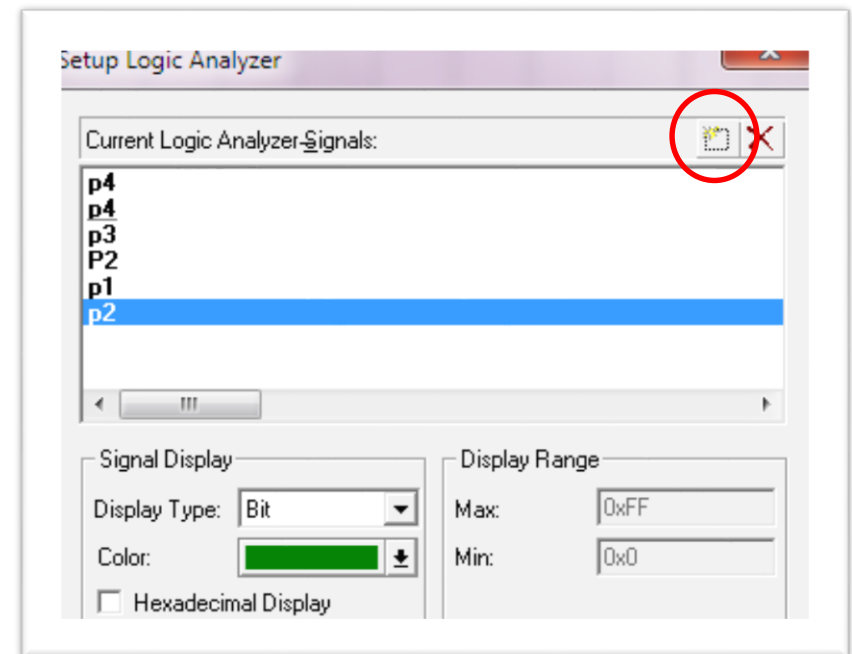 Setup Logic Analyzer
Current Logic Analyzer-Signals:
p4
p4
p3
P2
p1
p2
Signal Display
Display Type: Bit
Color:
Hexadecimal Display
Display Range
Max: 0xFF
Min: 0x0